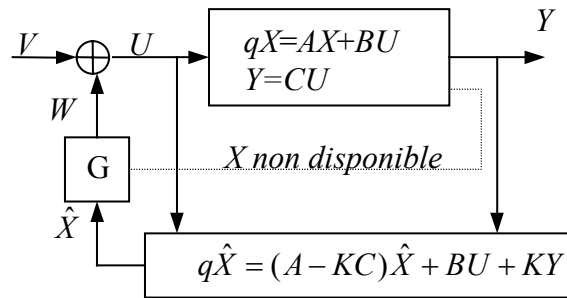 V
U
qX=AX+BU
Y=CU
Y
W
G
X non disponible
X̂
qX̂ = (A − KC)X̂ + BU + KY